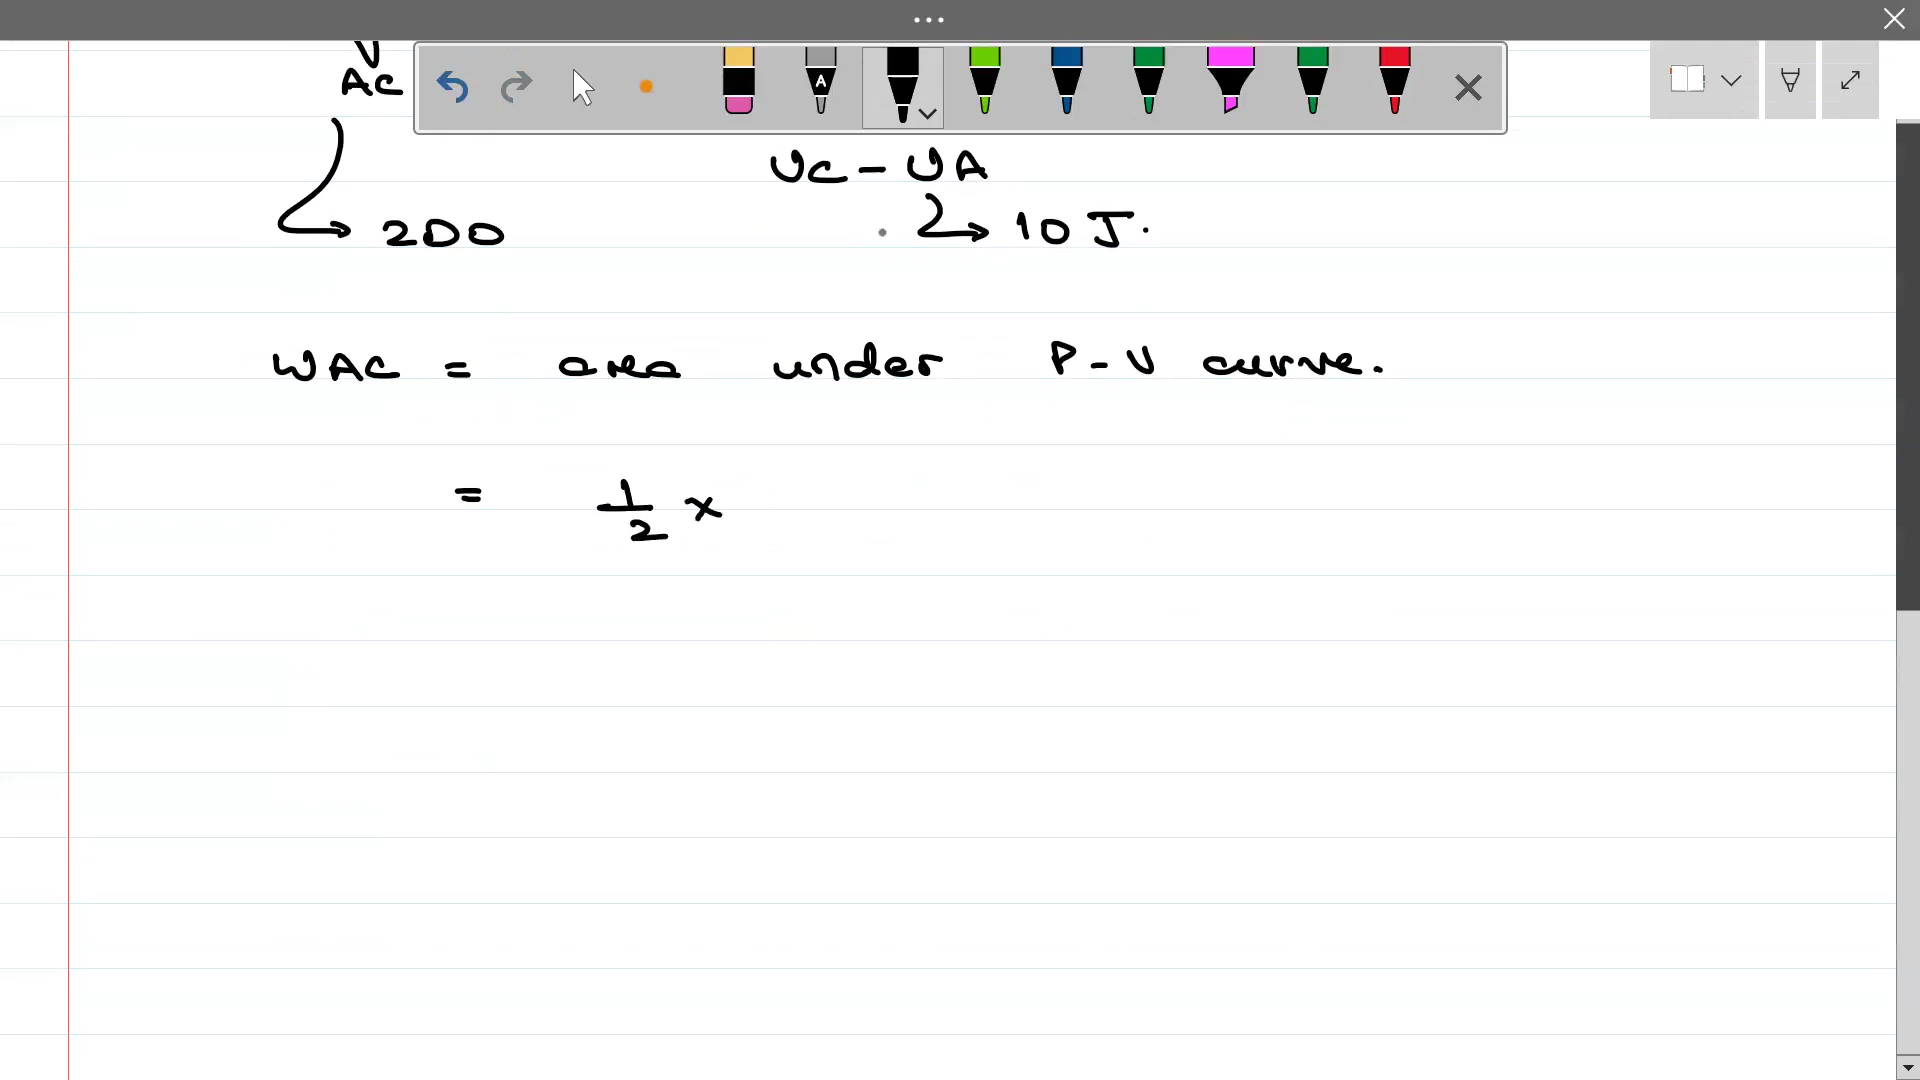 AC
UC - UA
200
10 J.
WAC = area under P-V curve.
= 1/2 x